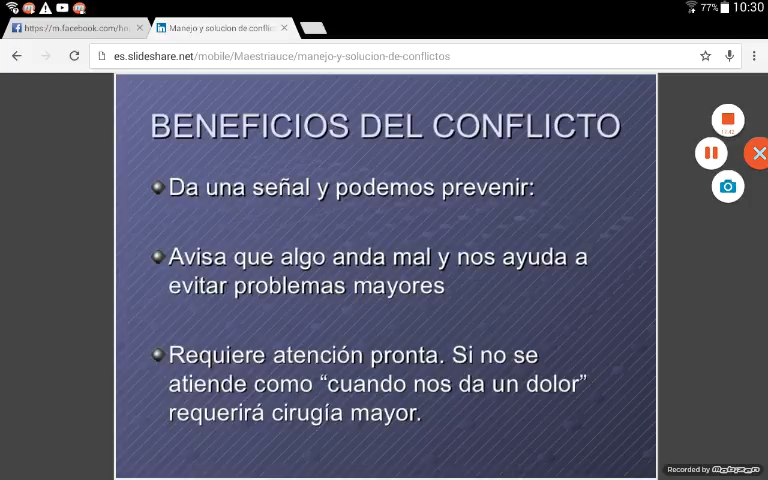 77% 10:30
https://m.facebook.com/ho
Manejo y solucion de conflic
es.slideshare.net/mobile/Maestriauce/manejo-y-solucion-de-conflictos
BENEFICIOS DEL CONFLICTO
Da una señal y podemos prevenir:
Avisa que algo anda mal y nos ayuda a
evitar problemas mayores
Requiere atención pronta. Si no se
atiende como “cuando nos da un dolor”
requerirá cirugía mayor.
Recorded by mobizen